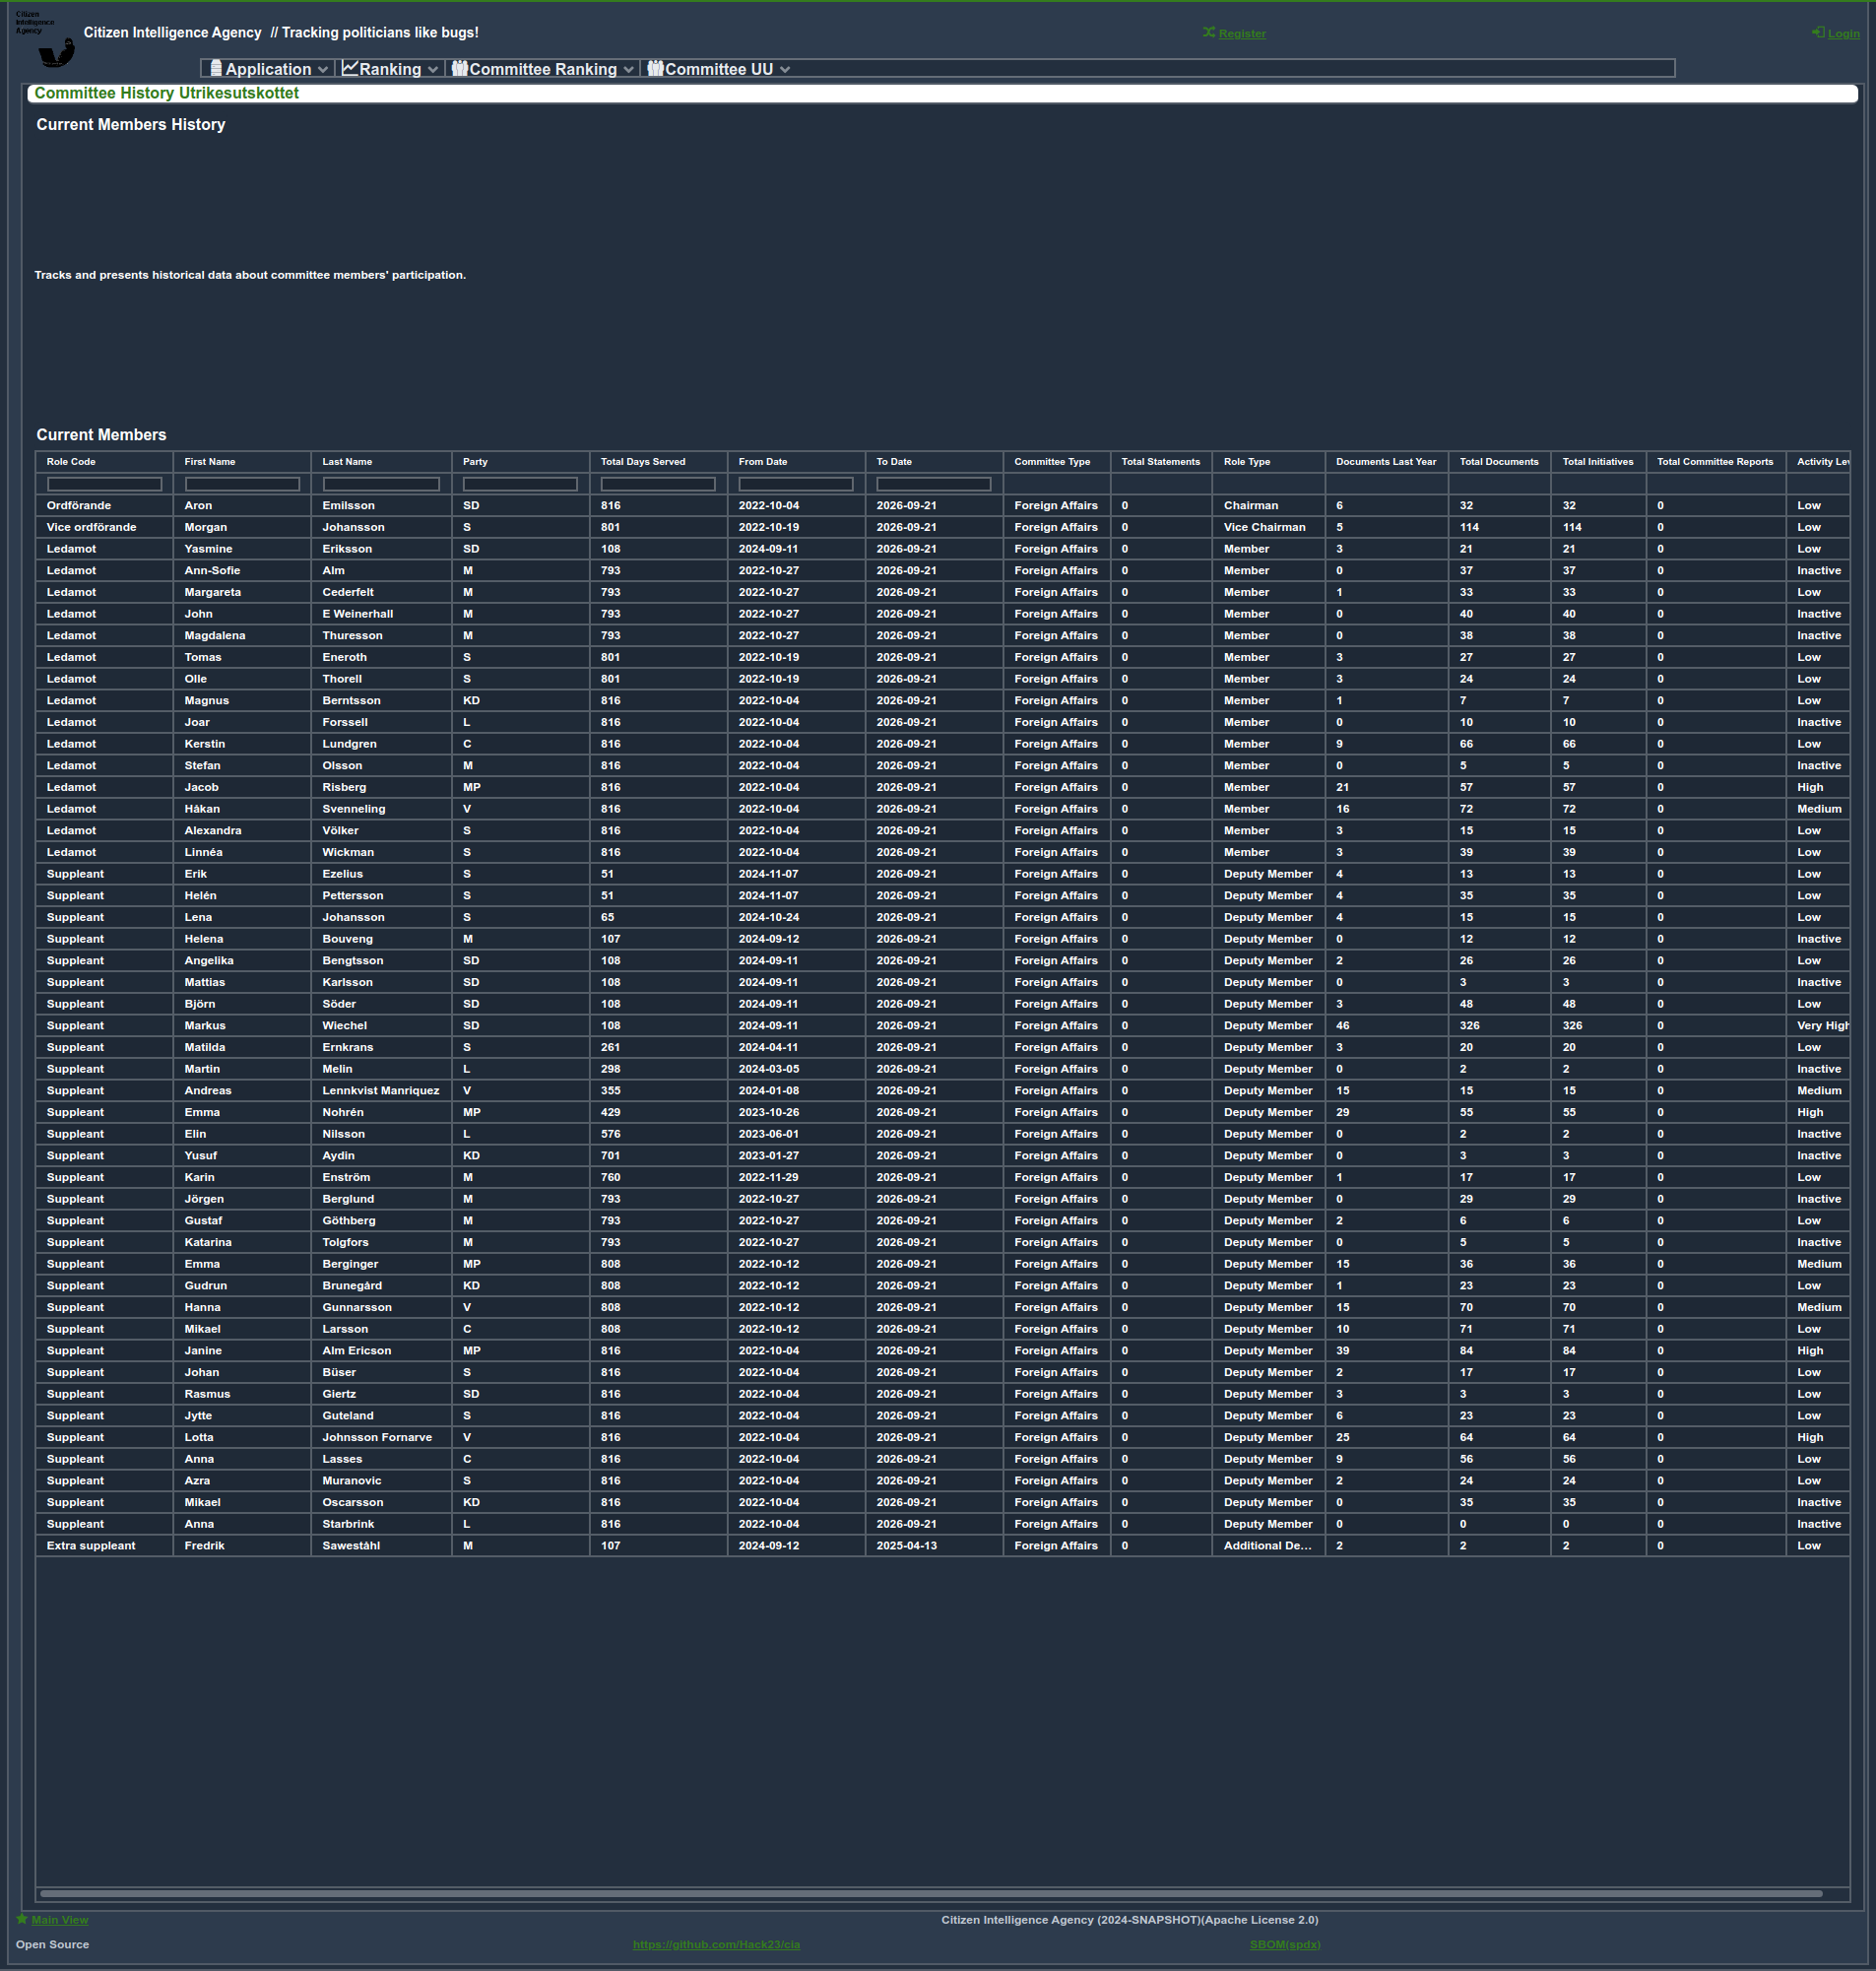 Citizen
Intelligence
Agency
Citizen Intelligence Agency // Tracking politicians like bugs!
Register
Login
Application Ranking Committee Ranking Committee UU
Committee History Utrikesutskottet
Current Members History
Tracks and presents historical data about committee members' participation.
Current Members
Role Code First Name Last Name Party Total Days Served From Date To Date Committee Type Total Statements Role Type Documents Last Year Total Documents Total Initiatives Total Committee Reports Activity Lev
Ordförande Aron Emilsson SD 816 2022-10-04 2026-09-21 Foreign Affairs 0 Chairman 6 32 32 0 Low
Vice ordförande Morgan Johansson S 801 2022-10-19 2026-09-21 Foreign Affairs 0 Vice Chairman 5 114 114 0 Low
Ledamot Yasmine Eriksson SD 108 2024-09-11 2026-09-21 Foreign Affairs 0 Member 3 21 21 0 Low
Ledamot Ann-Sofie Alm M 793 2022-10-27 2026-09-21 Foreign Affairs 0 Member 0 37 37 0 Inactive
Ledamot Margareta Cederfelt M 793 2022-10-27 2026-09-21 Foreign Affairs 0 Member 1 33 33 0 Low
Ledamot John E Weinerhall M 793 2022-10-27 2026-09-21 Foreign Affairs 0 Member 0 40 40 0 Inactive
Ledamot Magdalena Thuresson M 793 2022-10-27 2026-09-21 Foreign Affairs 0 Member 0 38 38 0 Inactive
Ledamot Tomas Eneroth S 801 2022-10-19 2026-09-21 Foreign Affairs 0 Member 3 27 27 0 Low
Ledamot Olle Thorell S 801 2022-10-19 2026-09-21 Foreign Affairs 0 Member 3 24 24 0 Low
Ledamot Magnus Berntsson KD 816 2022-10-04 2026-09-21 Foreign Affairs 0 Member 1 7 7 0 Low
Ledamot Joar Forssell L 816 2022-10-04 2026-09-21 Foreign Affairs 0 Member 0 10 10 0 Inactive
Ledamot Kerstin Lundgren C 816 2022-10-04 2026-09-21 Foreign Affairs 0 Member 9 66 66 0 Low
Ledamot Stefan Olsson M 816 2022-10-04 2026-09-21 Foreign Affairs 0 Member 0 5 5 0 Inactive
Ledamot Jacob Risberg MP 816 2022-10-04 2026-09-21 Foreign Affairs 0 Member 21 57 57 0 High
Ledamot Håkan Svenneling V 816 2022-10-04 2026-09-21 Foreign Affairs 0 Member 16 72 72 0 Medium
Ledamot Alexandra Völker S 816 2022-10-04 2026-09-21 Foreign Affairs 0 Member 3 15 15 0 Low
Ledamot Linnéa Wickman S 816 2022-10-04 2026-09-21 Foreign Affairs 0 Member 3 39 39 0 Low
Suppleant Erik Ezelius S 51 2024-11-07 2026-09-21 Foreign Affairs 0 Deputy Member 4 13 13 0 Low
Suppleant Helén Pettersson S 51 2024-11-07 2026-09-21 Foreign Affairs 0 Deputy Member 4 35 35 0 Low
Suppleant Lena Johansson S 65 2024-10-24 2026-09-21 Foreign Affairs 0 Deputy Member 4 15 15 0 Low
Suppleant Helena Bouveng M 107 2024-09-12 2026-09-21 Foreign Affairs 0 Deputy Member 0 12 12 0 Inactive
Suppleant Angelika Bengtsson SD 108 2024-09-11 2026-09-21 Foreign Affairs 0 Deputy Member 2 26 26 0 Low
Suppleant Mattias Karlsson SD 108 2024-09-11 2026-09-21 Foreign Affairs 0 Deputy Member 0 3 3 0 Inactive
Suppleant Björn Söder SD 108 2024-09-11 2026-09-21 Foreign Affairs 0 Deputy Member 3 48 48 0 Low
Suppleant Markus Wiechel SD 108 2024-09-11 2026-09-21 Foreign Affairs 0 Deputy Member 46 326 326 0 Very High
Suppleant Matilda Ernkrans S 261 2024-04-11 2026-09-21 Foreign Affairs 0 Deputy Member 3 20 20 0 Low
Suppleant Martin Melin L 298 2024-03-05 2026-09-21 Foreign Affairs 0 Deputy Member 0 2 2 0 Inactive
Suppleant Andreas Lennkvist Manriquez V 355 2024-01-08 2026-09-21 Foreign Affairs 0 Deputy Member 15 15 15 0 Medium
Suppleant Emma Nohrén MP 429 2023-10-26 2026-09-21 Foreign Affairs 0 Deputy Member 29 55 55 0 High
Suppleant Elin Nilsson L 576 2023-06-01 2026-09-21 Foreign Affairs 0 Deputy Member 0 2 2 0 Inactive
Suppleant Yusuf Aydin KD 701 2023-01-27 2026-09-21 Foreign Affairs 0 Deputy Member 0 3 3 0 Inactive
Suppleant Karin Enström M 760 2022-11-29 2026-09-21 Foreign Affairs 0 Deputy Member 1 17 17 0 Low
Suppleant Jörgen Berglund M 793 2022-10-27 2026-09-21 Foreign Affairs 0 Deputy Member 0 29 29 0 Inactive
Suppleant Gustaf Göthberg M 793 2022-10-27 2026-09-21 Foreign Affairs 0 Deputy Member 2 6 6 0 Low
Suppleant Katarina Tolgfors M 793 2022-10-27 2026-09-21 Foreign Affairs 0 Deputy Member 0 5 5 0 Inactive
Suppleant Emma Berginger MP 808 2022-10-12 2026-09-21 Foreign Affairs 0 Deputy Member 15 36 36 0 Medium
Suppleant Gudrun Brunegård KD 808 2022-10-12 2026-09-21 Foreign Affairs 0 Deputy Member 1 23 23 0 Low
Suppleant Hanna Gunnarsson V 808 2022-10-12 2026-09-21 Foreign Affairs 0 Deputy Member 15 70 70 0 Medium
Suppleant Mikael Larsson C 808 2022-10-12 2026-09-21 Foreign Affairs 0 Deputy Member 10 71 71 0 Low
Suppleant Janine Alm Ericson MP 816 2022-10-04 2026-09-21 Foreign Affairs 0 Deputy Member 39 84 84 0 High
Suppleant Johan Büser S 816 2022-10-04 2026-09-21 Foreign Affairs 0 Deputy Member 2 17 17 0 Low
Suppleant Rasmus Giertz SD 816 2022-10-04 2026-09-21 Foreign Affairs 0 Deputy Member 3 3 3 0 Low
Suppleant Jytte Guteland S 816 2022-10-04 2026-09-21 Foreign Affairs 0 Deputy Member 6 23 23 0 Low
Suppleant Lotta Johnsson Fornarve V 816 2022-10-04 2026-09-21 Foreign Affairs 0 Deputy Member 25 64 64 0 High
Suppleant Anna Lasses C 816 2022-10-04 2026-09-21 Foreign Affairs 0 Deputy Member 9 56 56 0 Low
Suppleant Azra Muranovic S 816 2022-10-04 2026-09-21 Foreign Affairs 0 Deputy Member 2 24 24 0 Low
Suppleant Mikael Oscarsson KD 816 2022-10-04 2026-09-21 Foreign Affairs 0 Deputy Member 0 35 35 0 Inactive
Suppleant Anna Starbrink L 816 2022-10-04 2026-09-21 Foreign Affairs 0 Deputy Member 0 0 0 0 Inactive
Extra suppleant Fredrik Saweståhl M 107 2024-09-12 2025-04-13 Foreign Affairs 0 Additional De... 2 2 2 0 Low
Main View
Citizen Intelligence Agency (2024-SNAPSHOT)(Apache License 2.0)
Open Source https://github.com/Hack23/cia SBOM(spdx)